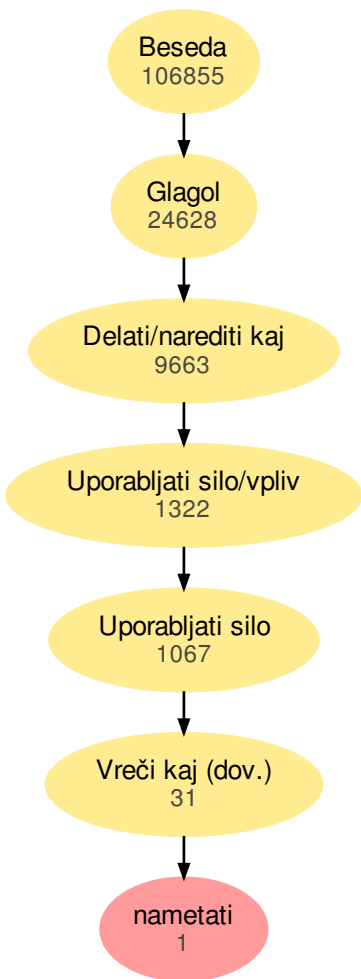 Beseda
106855
Glagol
24628
Delati/narediti kaj
9663
Uporabljati silo/vpliv
1322
Uporabljati silo
1067
Vreči kaj (dov.)
31
nametati
1